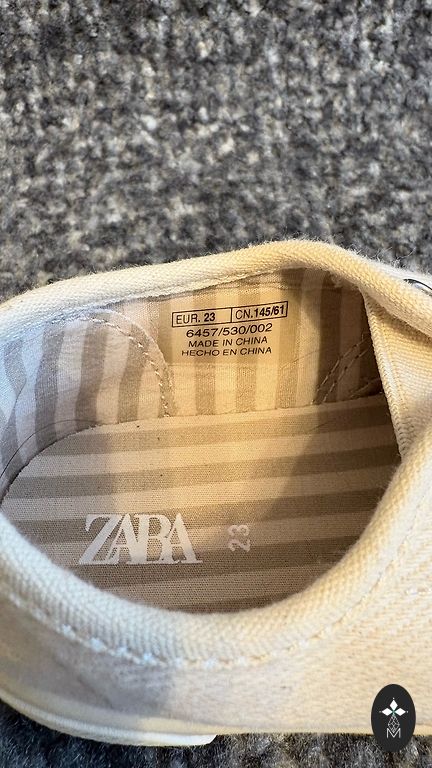 EUR. 23 CN.145/61
6457/530/002
MADE IN CHINA
HECHO EN CHINA
ZARA
23